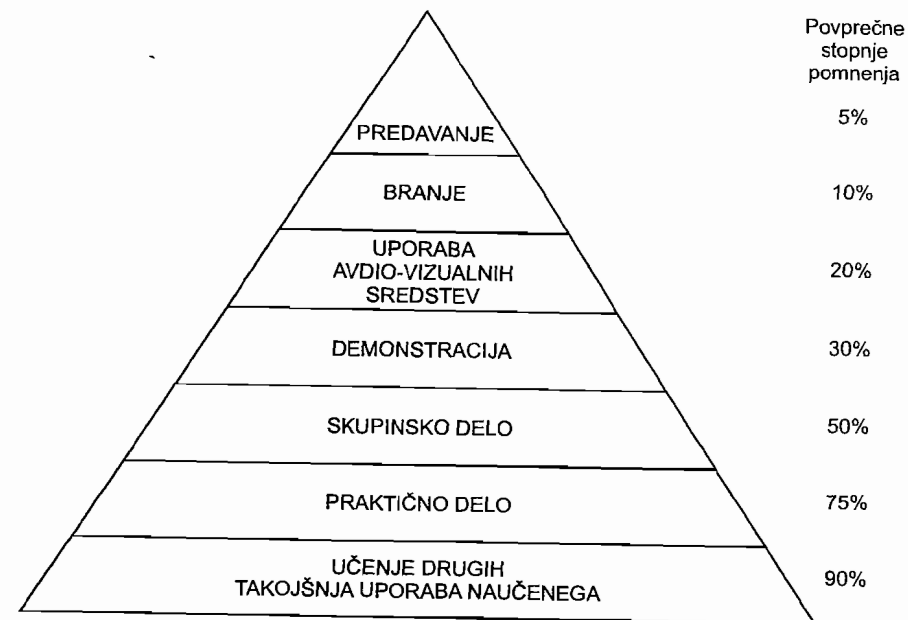 Povprečne
stopnje
pomnenja
PREDAVANJE
5%
BRANJE
10%
UPORABA
AVDIO-VIZUALNIH
SREDSTEV
20%
DEMONSTRACIJA
30%
SKUPINSKO DELO
50%
PRAKTIČNO DELO
75%
UČENJE DRUGIH
TAKOJŠNJA UPORABA NAUČENEGA
90%